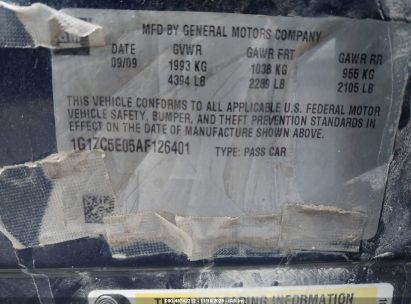 MFD BY GENERAL MOTORS COMPANY
DATE GVWR GAWR FRT GAWR RR
09/09 1993 KG 1038 KG 955 KG
4394 LB 2289 LB 2105 LB
THIS VEHICLE CONFORMS TO ALL APPLICABLE U.S. FEDERAL MOTOR
VEHICLE SAFETY, BUMPER, AND THEFT PREVENTION STANDARDS IN
EFFECT ON THE DATE OF MANUFACTURE SHOWN ABOVE.
1G1ZC5E05AF126401 TYPE: PASS CAR
INFORMATION